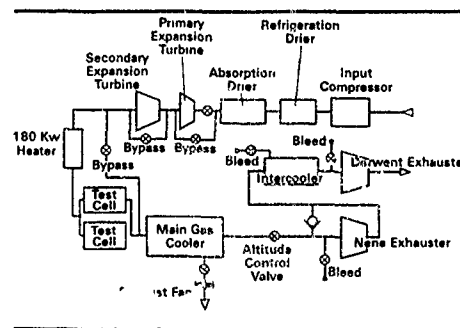 Primary
Expansion
Turbine
Refrigeration
Drier
Secondary
Expansion
Turbine
Absorption
Drier
Input
Compressor
180 Kw
Heater
Bypass
Bypass
Bypass
Bleed
Bleed
Intercooler
Exhauster
Test
Cell
Test
Cell
Main Gas
Cooler
Altitude
Control
Valve
Nene Exhauster
Bleed
Fan